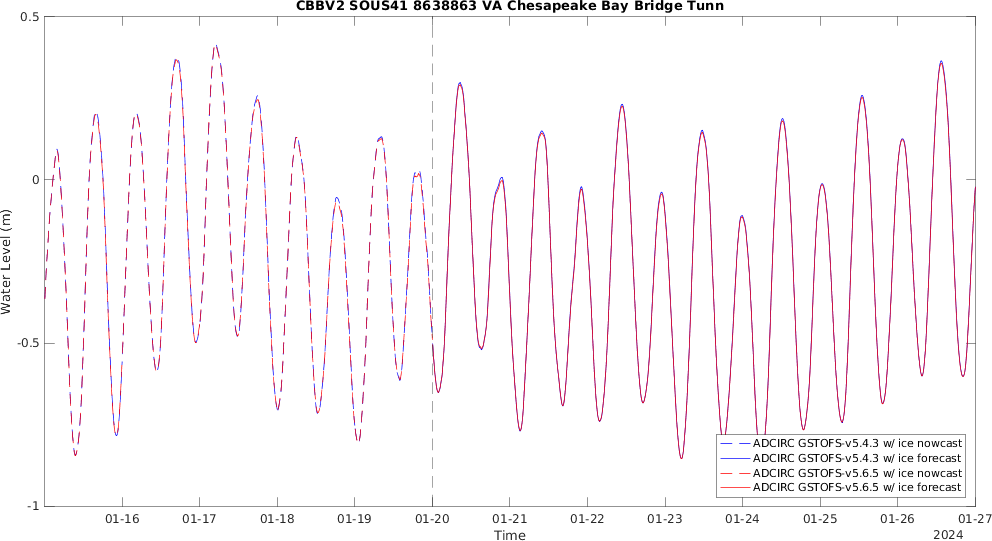 CBBV2 SOUS41 8638863 VA Chesapeake Bay Bridge Tunn
0.5
0
-0.5
-1
Water Level (m)
ADCIRC GSTOFS-v5.4.3 w/ ice nowcast
ADCIRC GSTOFS-v5.4.3 w/ ice forecast
ADCIRC GSTOFS-v5.6.5 w/ ice nowcast
ADCIRC GSTOFS-v5.6.5 w/ ice forecast
01-16 01-17 01-18 01-19 01-20 01-21 01-22 01-23 01-24 01-25 01-26 01-27
Time
2024